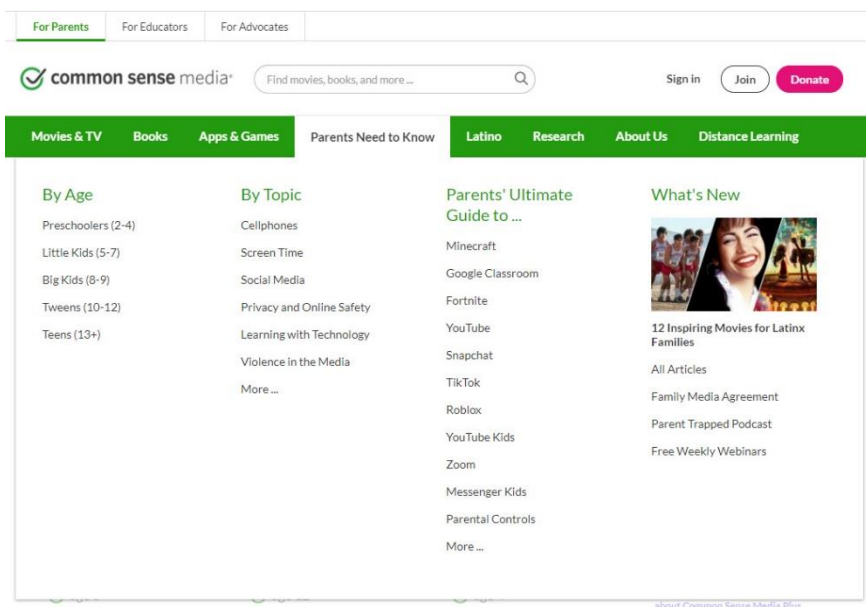 For Parents
For Educators
For Advocates
common sense media®
Find movies, books, and more ...
Sign in
Join
Donate
Movies & TV
Books
Apps & Games
Parents Need to Know
Latino
Research
About Us
Distance Learning
By Age
Preschoolers (2-4)
Little Kids (5-7)
Big Kids (8-9)
Tweens (10-12)
Teens (13+)
By Topic
Cellphones
Screen Time
Social Media
Privacy and Online Safety
Learning with Technology
Violence in the Media
More ...
Parents' Ultimate
Guide to ...
Minecraft
Google Classroom
Fortnite
YouTube
Snapchat
TikTok
Roblox
YouTube Kids
Zoom
Messenger Kids
Parental Controls
More ...
What's New
12 Inspiring Movies for Latinx
Families
All Articles
Family Media Agreement
Parent Trapped Podcast
Free Weekly Webinars
about Common Sense Media Plus